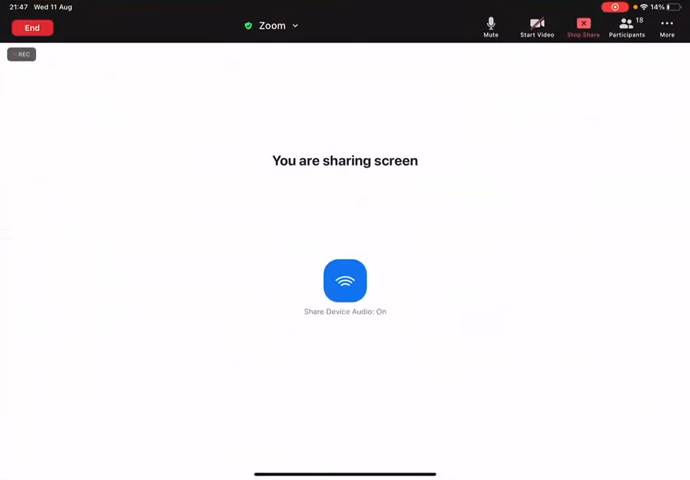 21:47 Wed 11 Aug 14%
End
Zoom
Mute
Start Video
Stop Share
18
Participants
More
REC
You are sharing screen
Share Device Audio: On